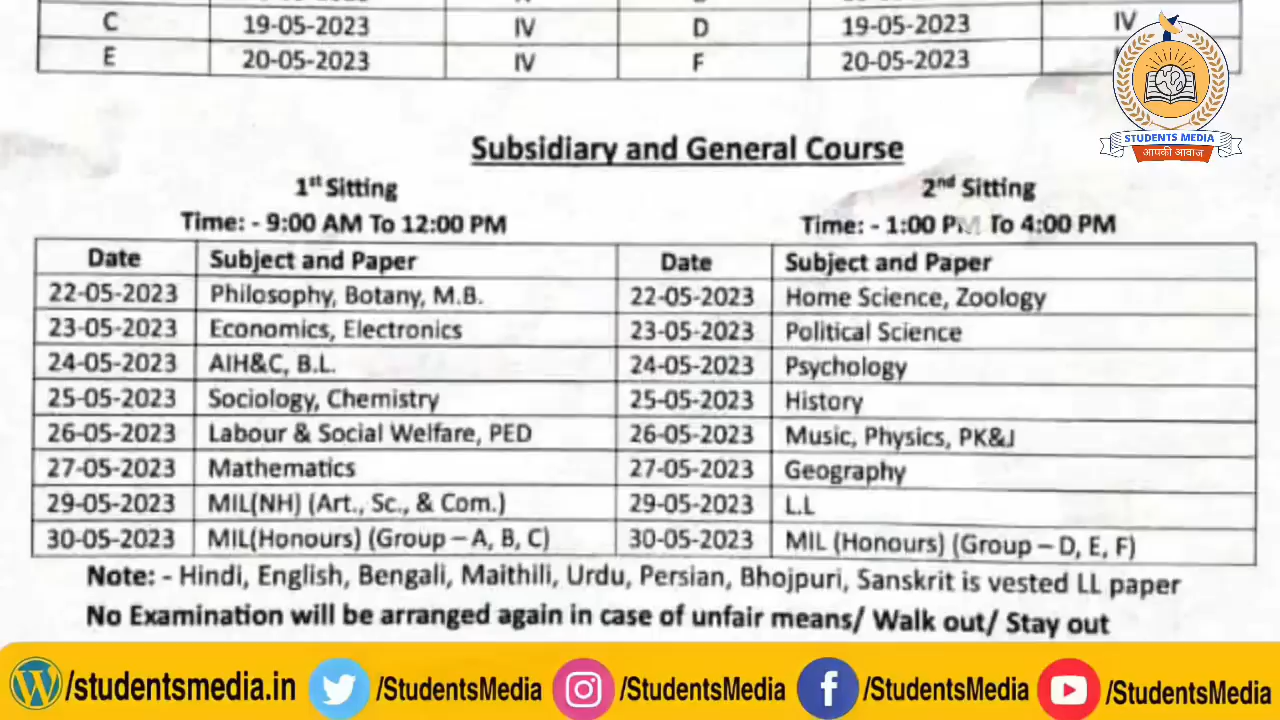 C 19-05-2023 IV D 19-05-2023 IV
E 20-05-2023 IV F 20-05-2023
STUDENTS MEDIA
आपकी आवाज
Subsidiary and General Course
1st Sitting 2nd Sitting
Time: - 9:00 AM To 12:00 PM Time: - 1:00 PM To 4:00 PM
Date Subject and Paper Date Subject and Paper
22-05-2023 Philosophy, Botany, M.B. 22-05-2023 Home Science, Zoology
23-05-2023 Economics, Electronics 23-05-2023 Political Science
24-05-2023 AIH&C, B.L. 24-05-2023 Psychology
25-05-2023 Sociology, Chemistry 25-05-2023 History
26-05-2023 Labour & Social Welfare, PED 26-05-2023 Music, Physics, PK&J
27-05-2023 Mathematics 27-05-2023 Geography
29-05-2023 MIL(NH) (Art., Sc., & Com.) 29-05-2023 L.L
30-05-2023 MIL(Honours) (Group – A, B, C) 30-05-2023 MIL (Honours) (Group – D, E, F)
Note: - Hindi, English, Bengali, Maithili, Urdu, Persian, Bhojpuri, Sanskrit is vested LL paper
No Examination will be arranged again in case of unfair means/ Walk out/ Stay out
/studentsmedia.in /StudentsMedia /StudentsMedia /StudentsMedia /StudentsMedia